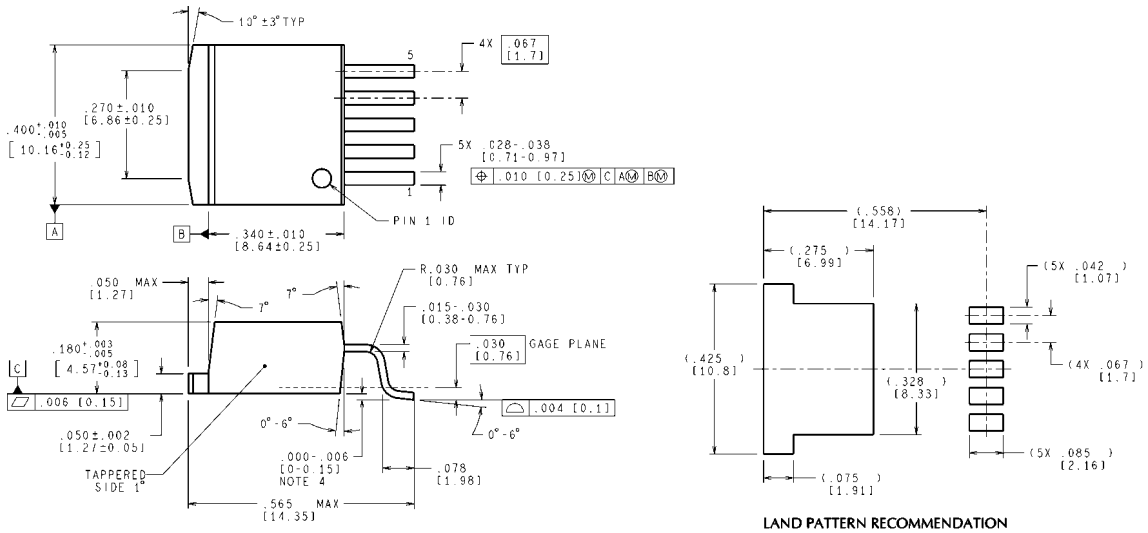 10° ±3° TYP
5
4X .067
[1.7]
.270±.010
[6.86±0.25]
.400+.010
-.005
[10.16+0.25
-0.12]
5X .028-.038
[0.71-0.97]
⌖ .010 [0.25]Ⓜ C AⓂ BⓂ
1
PIN 1 ID
A
B
.340±.010
[8.64±0.25]
.050 MAX
[1.27]
7°
7°
R.030 MAX TYP
[0.76]
.015-.030
[0.38-0.76]
.030
[0.76]
GAGE PLANE
.180+.003
-.005
[4.57+0.08
-0.13]
C
⏥ .006 [0.15]
⌓ .004 [0.1]
.050±.002
[1.27±0.05]
0°-6°
0°-6°
.000-.006
[0-0.15]
NOTE 4
.078
[1.98]
TAPPERED
SIDE 1°
.565 MAX
[14.35]
(.558)
[14.17]
(.275 )
[6.99]
(5X .042 )
[1.07]
(.425 )
[10.8]
(.328 )
[8.33]
(4X .067)
[1.7]
(.075 )
[1.91]
(5X .085)
[2.16]
LAND PATTERN RECOMMENDATION